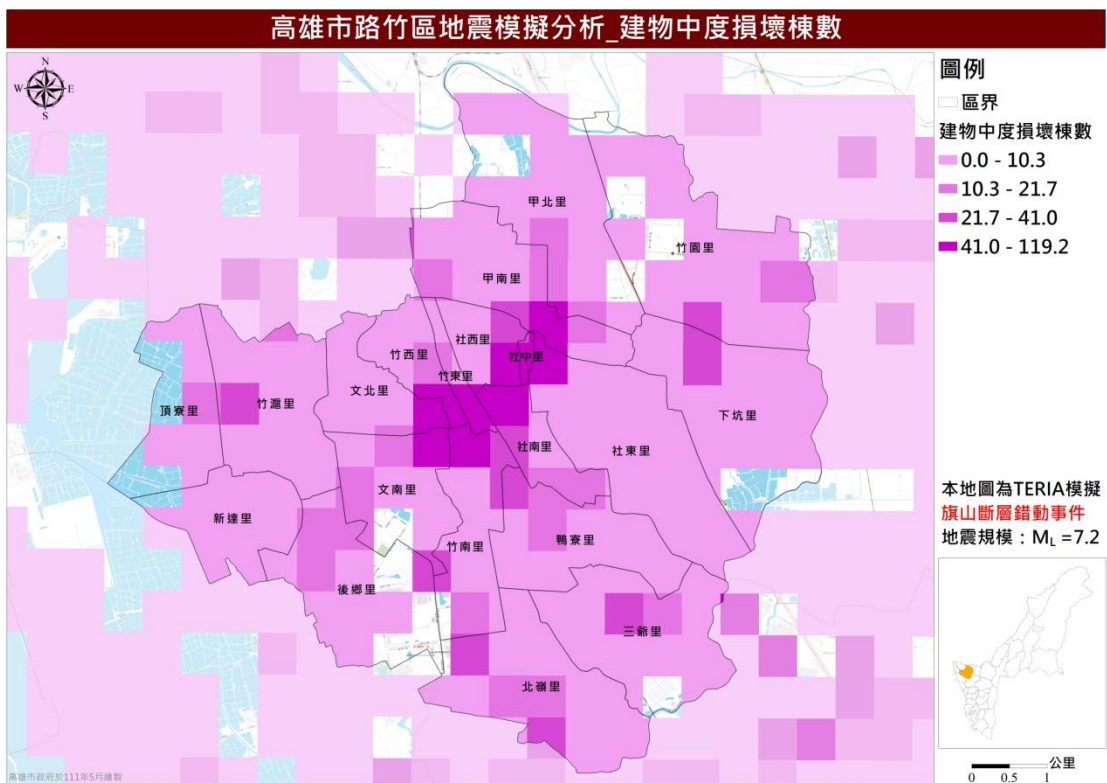 高雄市路竹區地震模擬分析_建物中度損壞棟數
N
W
E
S
圖例
區界
建物中度損壞棟數
0.0 - 10.3
10.3 - 21.7
21.7 - 41.0
41.0 - 119.2
甲北里
竹園里
甲南里
社西里
竹西里
社中里
竹東里
文北里
頂寮里
竹滬里
下坑里
社南里
社東里
文南里
新達里
竹南里
鴨寮里
後鄉里
三爺里
北嶺里
本地圖為TERIA模擬
旗山斷層錯動事件
地震規模：ML =7.2
公里
0 0.5 1
高雄市政府於111年5月繪製